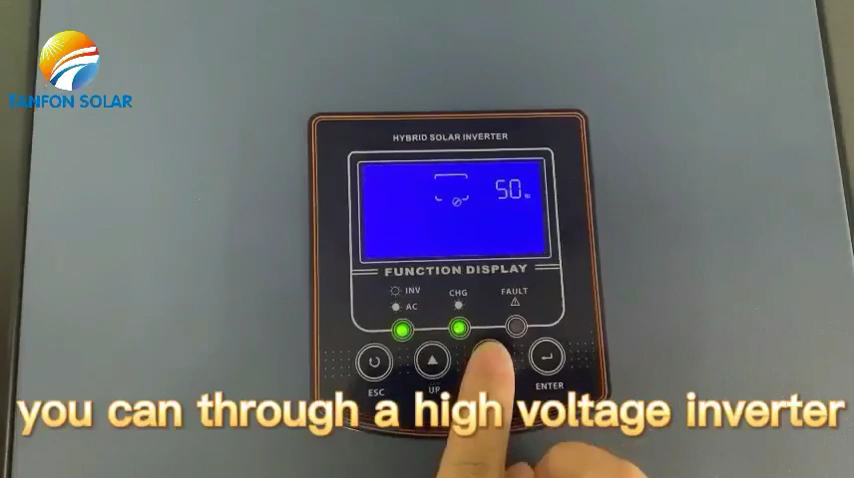 TANFON SOLAR
HYBRID SOLAR INVERTER
50
FUNCTION DISPLAY
INV
AC
CHG
FAULT
ESC
UP
ENTER
you can through a high voltage inverter